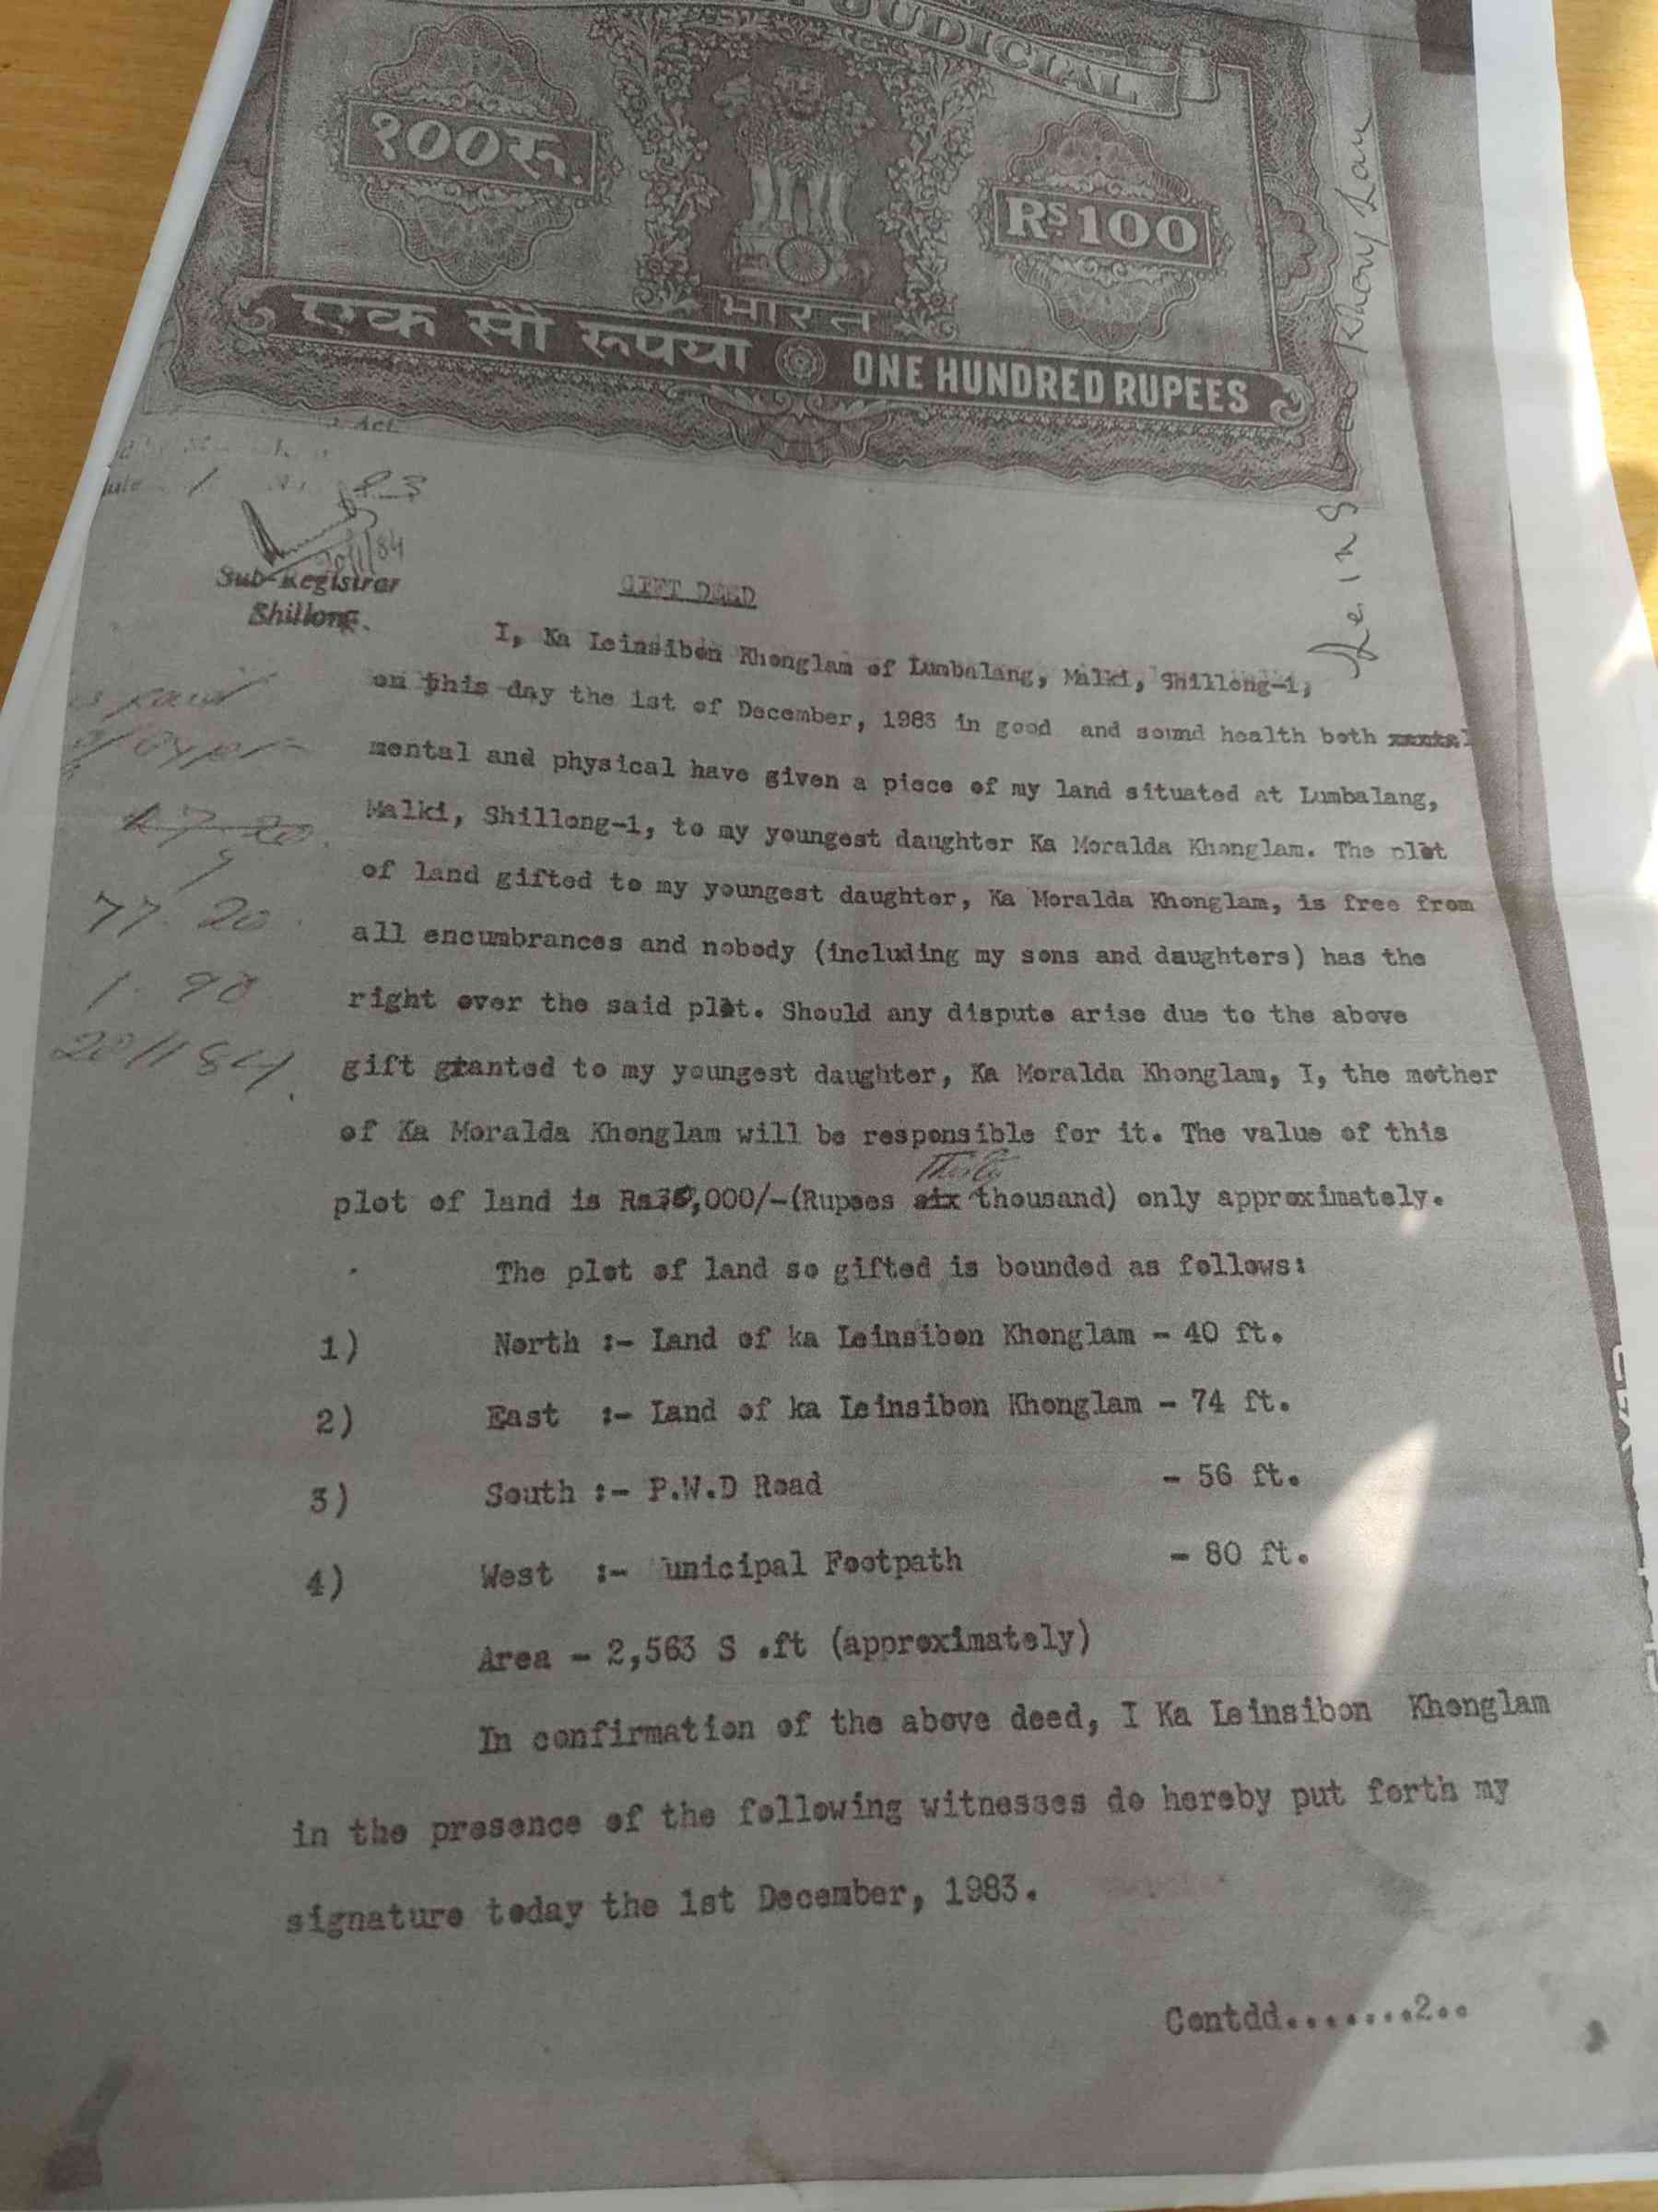 JUDICIAL
१००रु.
RS 100
भारत
एक सौ रुपया ONE HUNDRED RUPEES
Act
83
20/1/84
Sub-Registrar
Shillong.
GIFT DEED
I, Ka Leinsibon Khonglam of Lumbalang, Malki, Shillong-1,
on this day the 1st of December, 1983 in good and sound health both
mental and physical have given a piece of my land situated at Lumbalang,
Malki, Shillong-1, to my youngest daughter Ka Moralda Khonglam. The plot
of land gifted to my youngest daughter, Ka Moralda Khonglam, is free from
all encumbrances and nobody (including my sons and daughters) has the
right over the said plot. Should any dispute arise due to the above
gift granted to my youngest daughter, Ka Moralda Khonglam, I, the mother
of Ka Moralda Khonglam will be responsible for it. The value of this
Thirty
plot of land is Rs30,000/-(Rupees six thousand) only approximately.
The plot of land so gifted is bounded as follows:
1) North :- Land of ka Leinsibon Khonglam - 40 ft.
2) East :- Land of ka Leinsibon Khonglam - 74 ft.
3) South :- P.W.D Road - 56 ft.
4) West :- unicipal Footpath - 80 ft.
Area - 2,563 S .ft (approximately)
In confirmation of the above deed, I Ka Leinsibon Khonglam
in the presence of the following witnesses do hereby put forth my
signature today the 1st December, 1983.
Contdd........2..
77.20
1.90
20/1/84